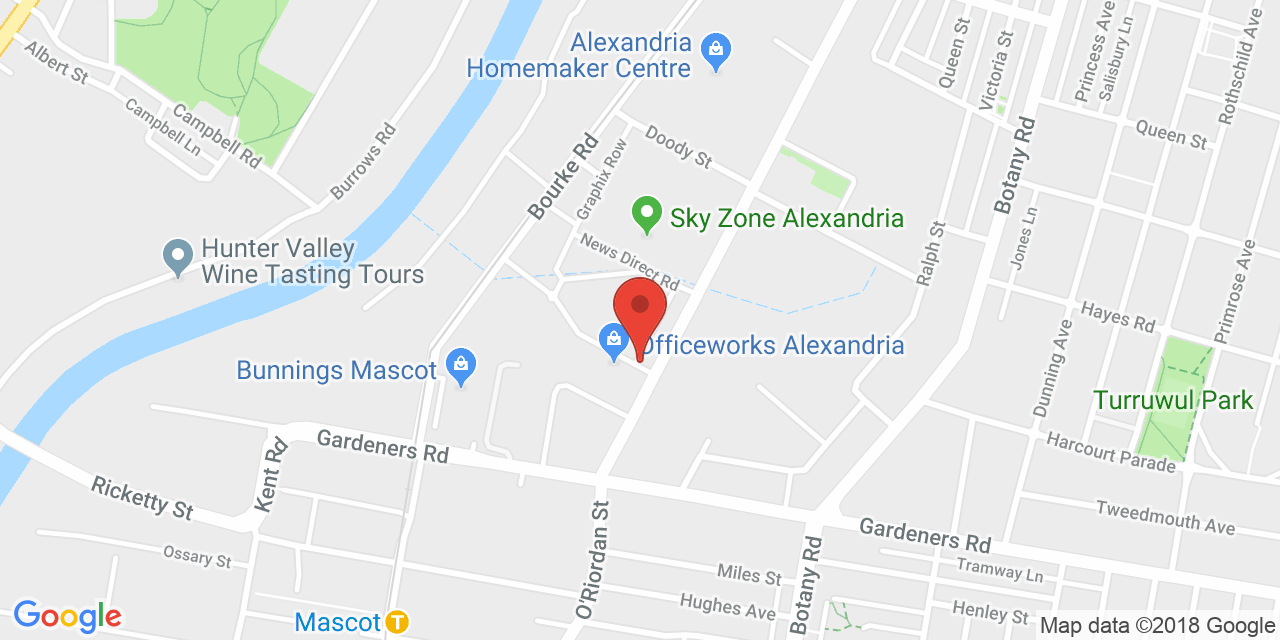 Albert St
Campbell Ln
Campbell Rd
Burrows Rd
Alexandria
Homemaker Centre
Bourke Rd
Graphix Row
Doody St
Queen St
Victoria St
Princess Ave
Salisbury Ln
Rothschild Ave
Queen St
Botany Rd
Sky Zone Alexandria
News Direct Rd
Hunter Valley
Wine Tasting Tours
Ralph St
Jones Ln
Primrose Ave
Hayes Rd
Dunning Ave
Officeworks Alexandria
Bunnings Mascot
Turruwul Park
Gardeners Rd
Harcourt Parade
Kent Rd
Ricketty St
Tweedmouth Ave
O'Riordan St
Gardeners Rd
Ossary St
Botany Rd
Miles St
Tramway Ln
Hughes Ave
Henley St
Mascot T
Google
Map data ©2018 Google